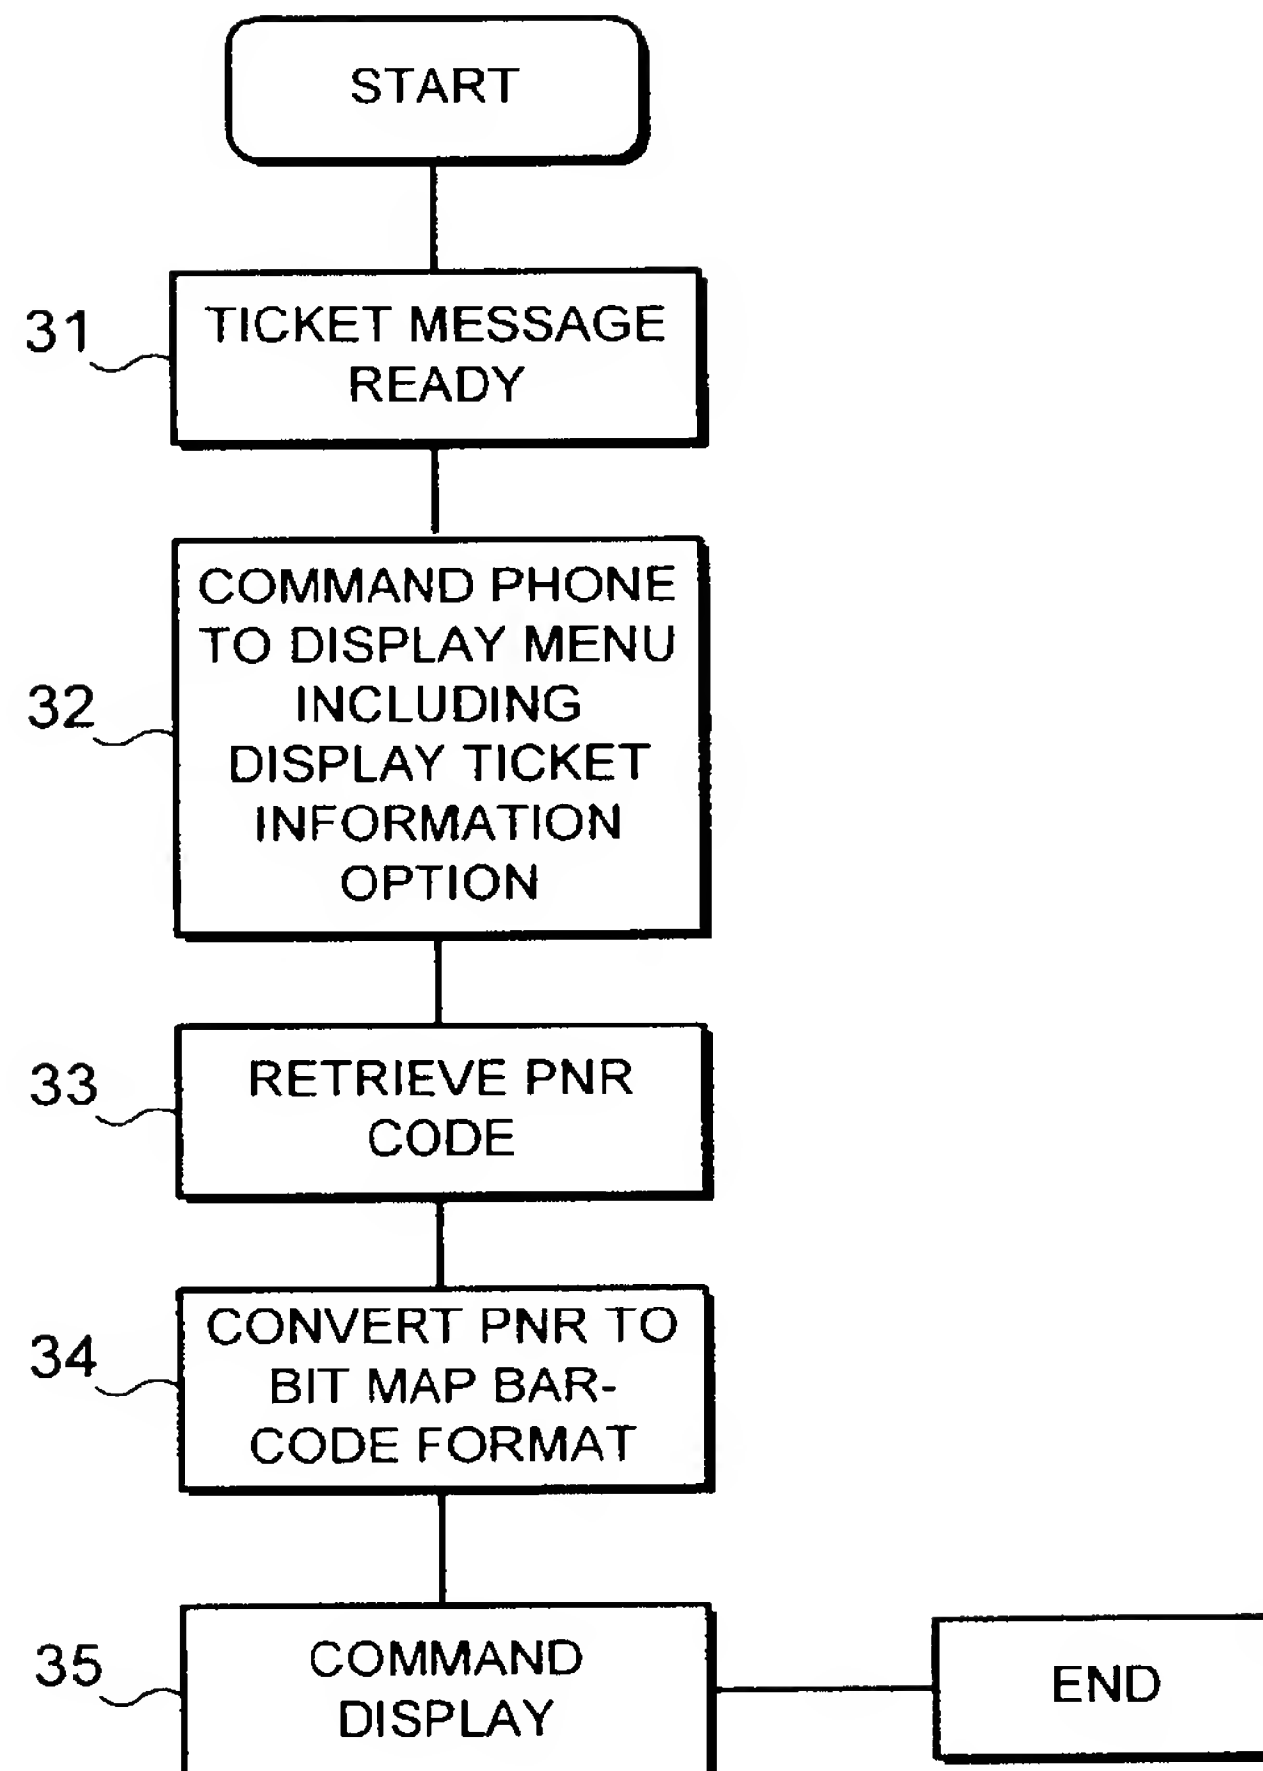 START
31
TICKET MESSAGE
READY
32
COMMAND PHONE
TO DISPLAY MENU
INCLUDING
DISPLAY TICKET
INFORMATION
OPTION
33
RETRIEVE PNR
CODE
34
CONVERT PNR TO
BIT MAP BAR-
CODE FORMAT
35
COMMAND
DISPLAY
END